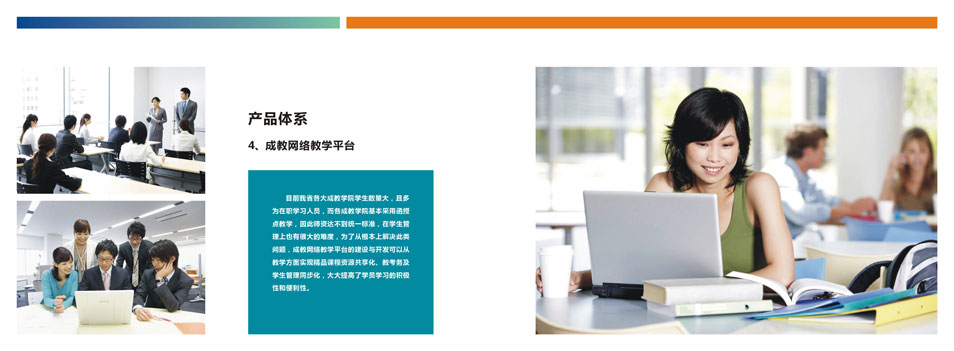 产品体系
4、成教网络教学平台
目前我省各大成教学院学生数量大，且多
为在职学习人员，而各成教学院基本采用函授
点教学，因此师资达不到统一标准，在学生管
理上也有很大的难度，为了从根本上解决此类
问题，成教网络教学平台的建设与开发可以从
教学方面实现精品课程资源共享化、教考务及
学生管理同步化，大大提高了学员学习的积极
性和便利性。